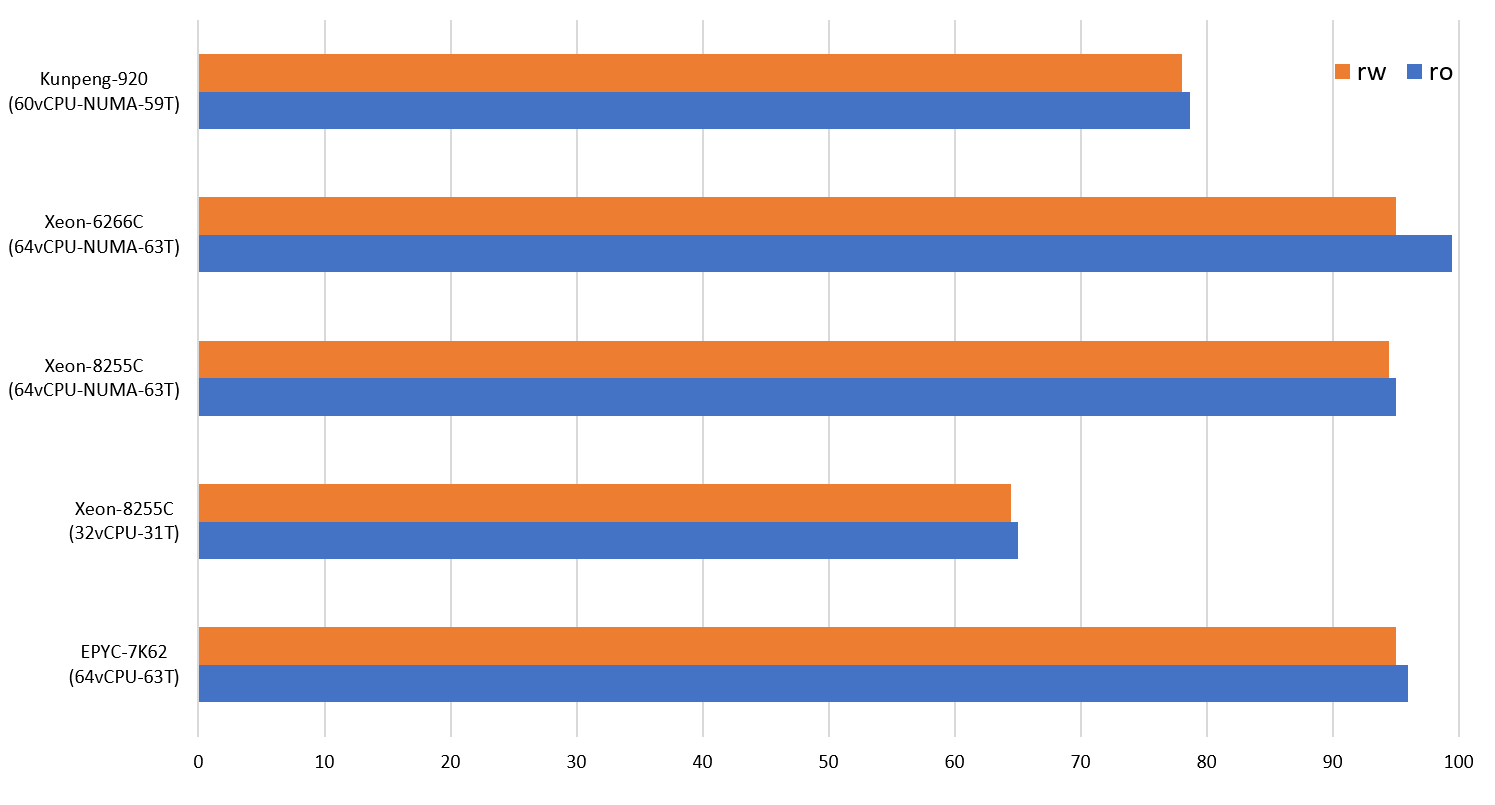 Kunpeng-920
(60vCPU-NUMA-59T)
rw ro
Xeon-6266C
(64vCPU-NUMA-63T)
Xeon-8255C
(64vCPU-NUMA-63T)
Xeon-8255C
(32vCPU-31T)
EPYC-7K62
(64vCPU-63T)
0 10 20 30 40 50 60 70 80 90 100